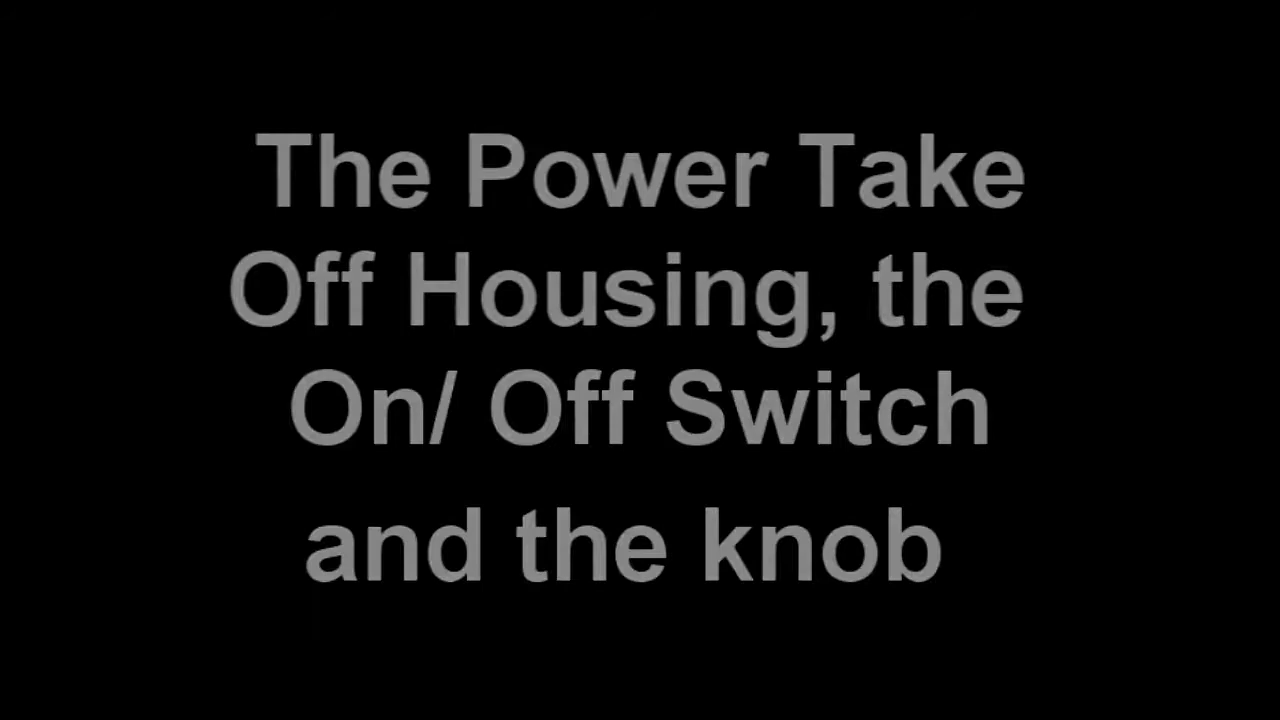 The Power Take
Off Housing, the
On/ Off Switch
and the knob